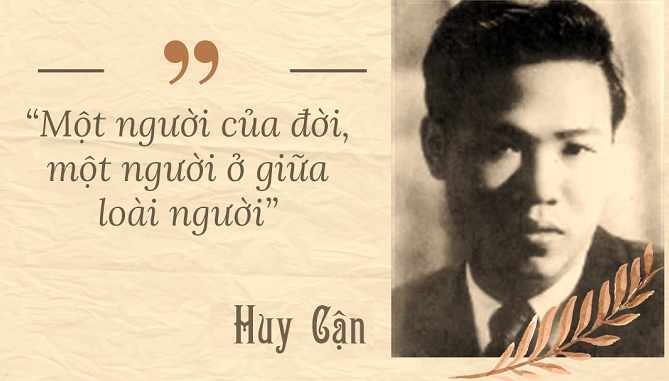 “Một người của đời,
một người ở giữa
loài người”
Huy Cận